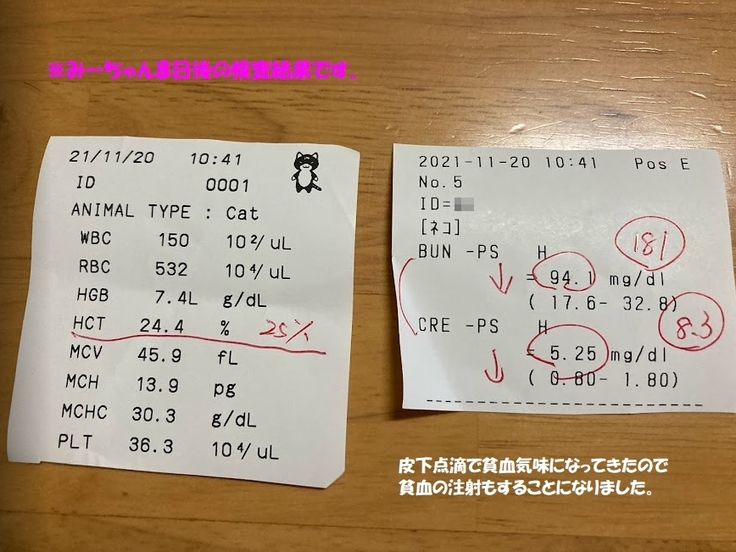 ※みーちゃん3日後の検査結果です。
21/11/20 10:41
ID 0001
ANIMAL TYPE : Cat
WBC 150 10²/uL
RBC 532 10⁴/uL
HGB 7.4L g/dL
HCT 24.4 % 25%
MCV 45.9 fL
MCH 13.9 pg
MCHC 30.3 g/dL
PLT 36.3 10⁴/uL
2021-11-20 10:41 Pos E
No.5
ID=
[ネコ]
BUN -PS H 181
↓ = 94.1 mg/dl
( 17.6- 32.8)
CRE -PS H 8.3
↓ = 5.25 mg/dl
( 0.80- 1.80)
皮下点滴で貧血気味になってきたので
貧血の注射もすることになりました。